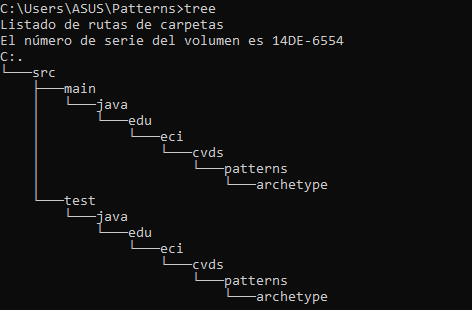 C:\Users\ASUS\Patterns>tree
Listado de rutas de carpetas
El número de serie del volumen es 14DE-6554
C:.
└───src
    ├───main
    │   └───java
    │       └───edu
    │           └───eci
    │               └───cvds
    │                   └───patterns
    │                       └───archetype
    └───test
        └───java
            └───edu
                └───eci
                    └───cvds
                        └───patterns
                            └───archetype